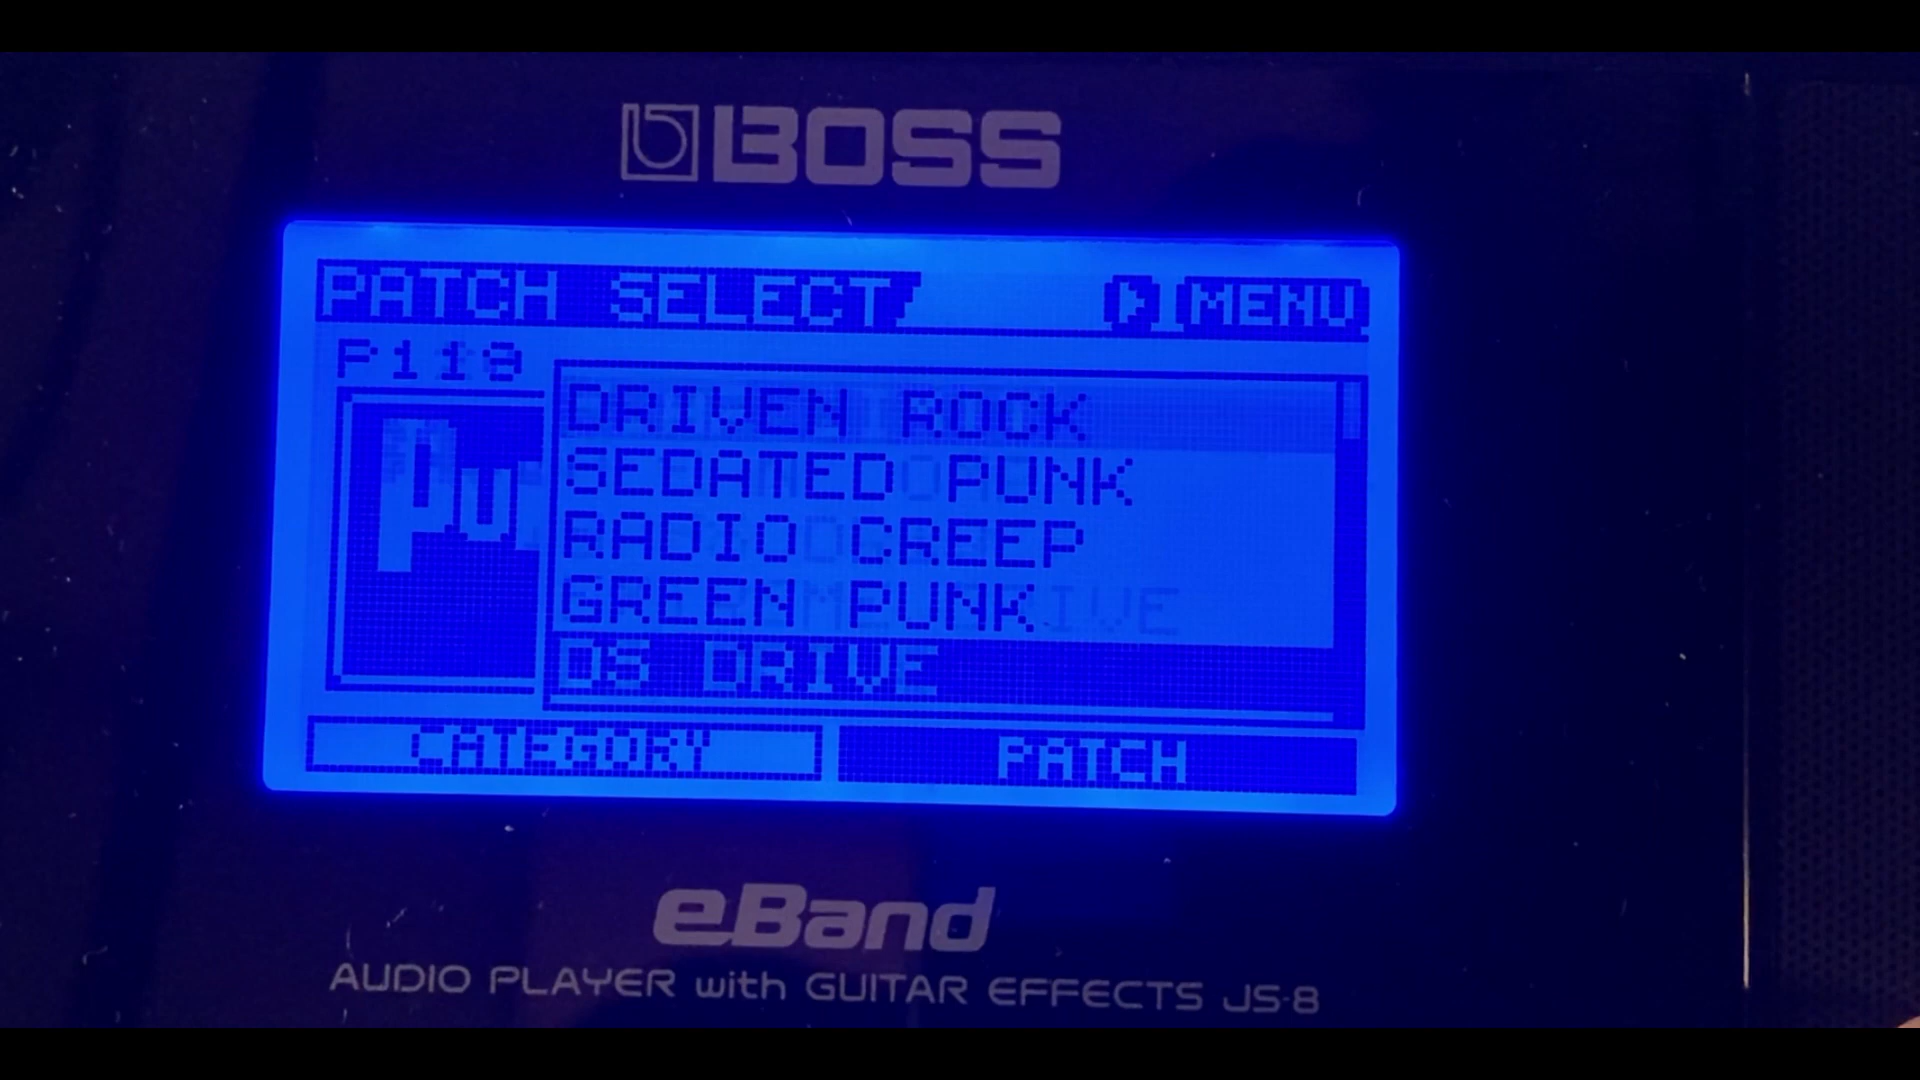 BOSS
PATCH SELECT MENU
DRIVEN ROCK
SEDATED PUNK
RADIO CREEP
GREEN PUNK
DS DRIVE
CATEGORY PATCH
eBand
AUDIO PLAYER with GUITAR EFFECTS JS-8